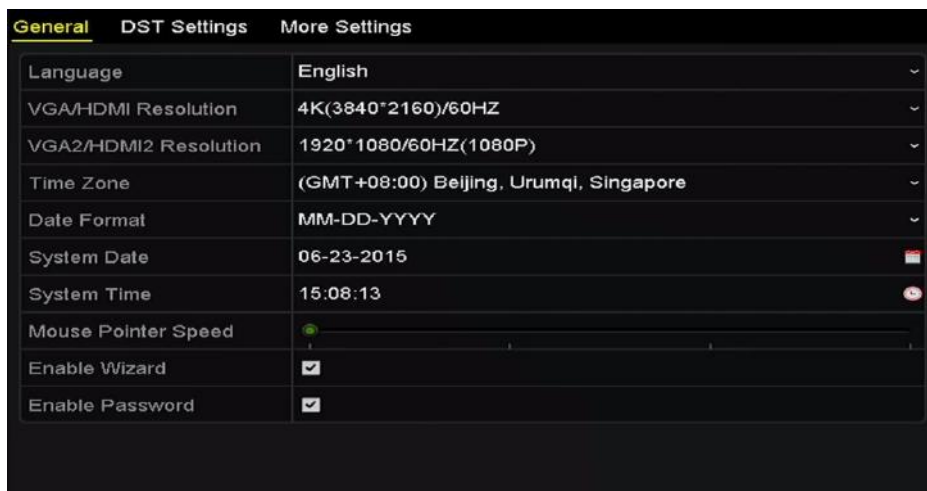 General DST Settings More Settings
Language English
VGA/HDMI Resolution 4K(3840*2160)/60HZ
VGA2/HDMI2 Resolution 1920*1080/60HZ(1080P)
Time Zone (GMT+08:00) Beijing, Urumqi, Singapore
Date Format MM-DD-YYYY
System Date 06-23-2015
System Time 15:08:13
Mouse Pointer Speed
Enable Wizard
Enable Password